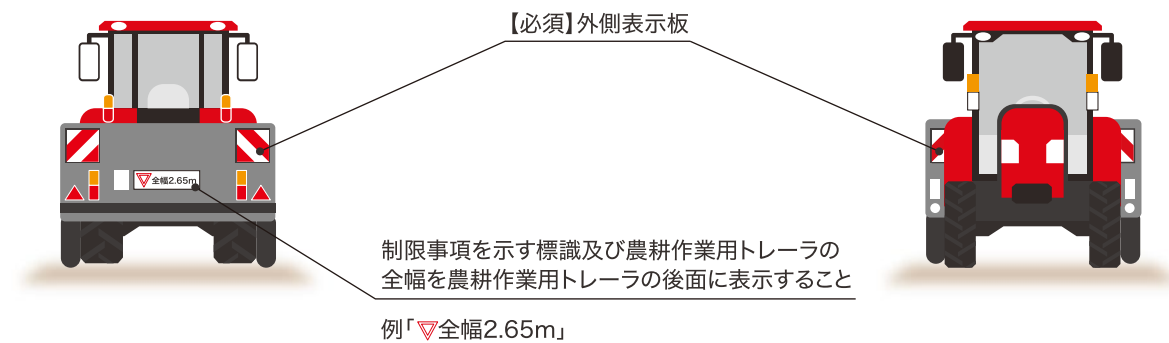 【必須】外側表示板
全幅2.65m
制限事項を示す標識及び農耕作業用トレーラの
全幅を農耕作業用トレーラの後面に表示すること
例「▽全幅2.65m」